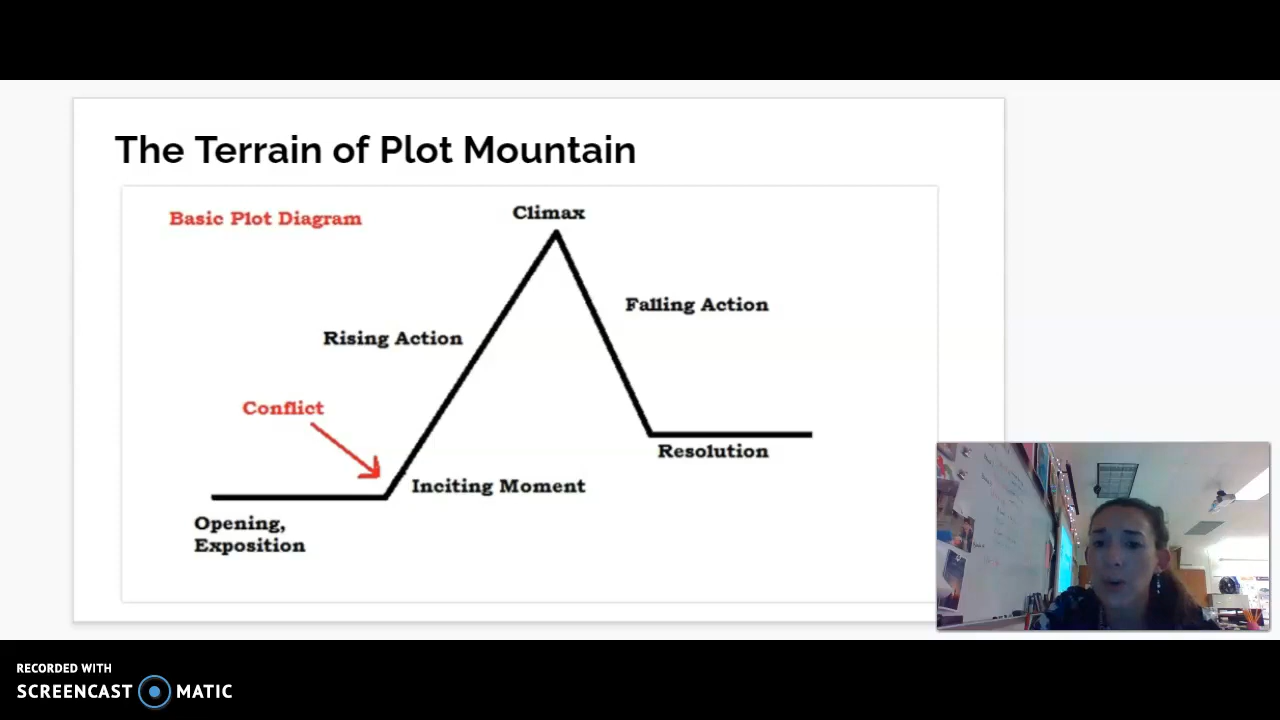 The Terrain of Plot Mountain
Basic Plot Diagram
Climax
Falling Action
Rising Action
Conflict
Resolution
Inciting Moment
Opening,
Exposition
RECORDED WITH
SCREENCAST MATIC